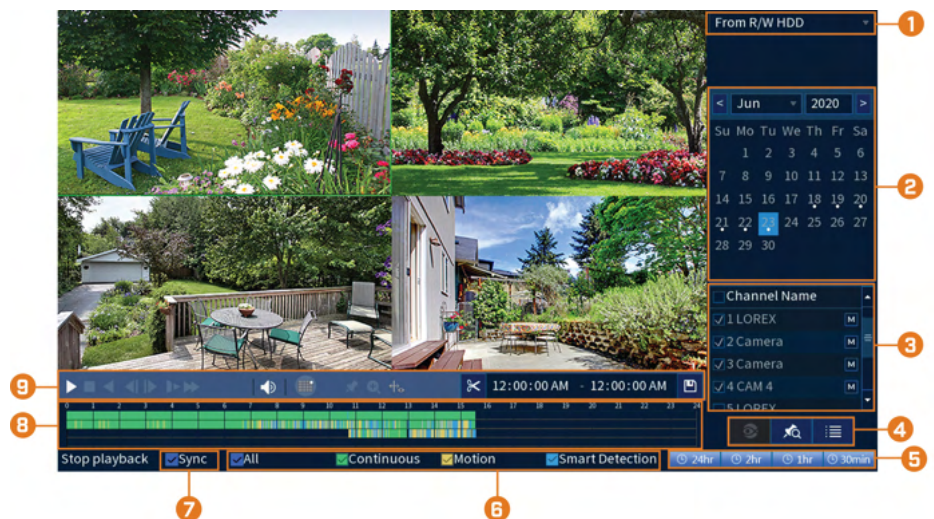 From R/W HDD
1
< Jun 2020 >
Su Mo Tu We Th Fr Sa
1 2 3 4 5 6
7 8 9 10 11 12 13
14 15 16 17 18 19 20
21 22 23 24 25 26 27
28 29 30
2
Channel Name
1 LOREX M
2 Camera M
3 Camera M
4 CAM 4 M
5 LOREX
3
4
9
12:00:00 AM - 12:00:00 AM
8
0 1 2 3 4 5 6 7 8 9 10 11 12 13 14 15 16 17 18 19 20 21 22 23 24
Stop playback Sync All Continuous Motion Smart Detection
24hr 2hr 1hr 30min
5
7
6